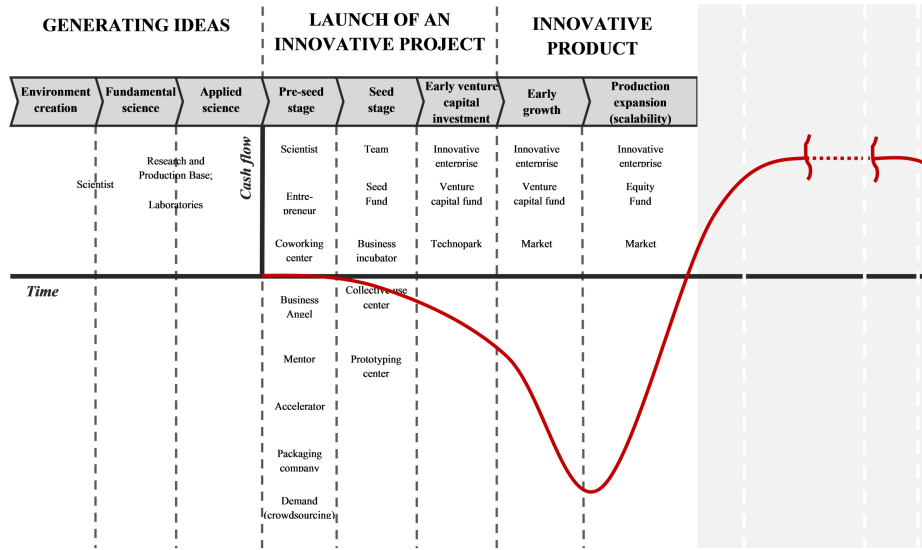 GENERATING IDEAS
LAUNCH OF AN
INNOVATIVE PROJECT
INNOVATIVE
PRODUCT
Environment
creation
Fundamental
science
Applied
science
Pre-seed
stage
Seed
stage
Early venture
capital
investment
Early
growth
Production
expansion
(scalability)
Cash flow
Scientist
Research and
Production Base;
Laboratories
Scientist
Entre-
preneur
Coworking
center
Team
Seed
Fund
Business
incubator
Innovative
enterprise
Venture
capital fund
Technopark
Innovative
enterprise
Venture
capital fund
Market
Innovative
enterprise
Equity
Fund
Market
Time
Business
Angel
Mentor
Accelerator
Packaging
company
Demand
(crowdsourcing)
Collective use
center
Prototyping
center